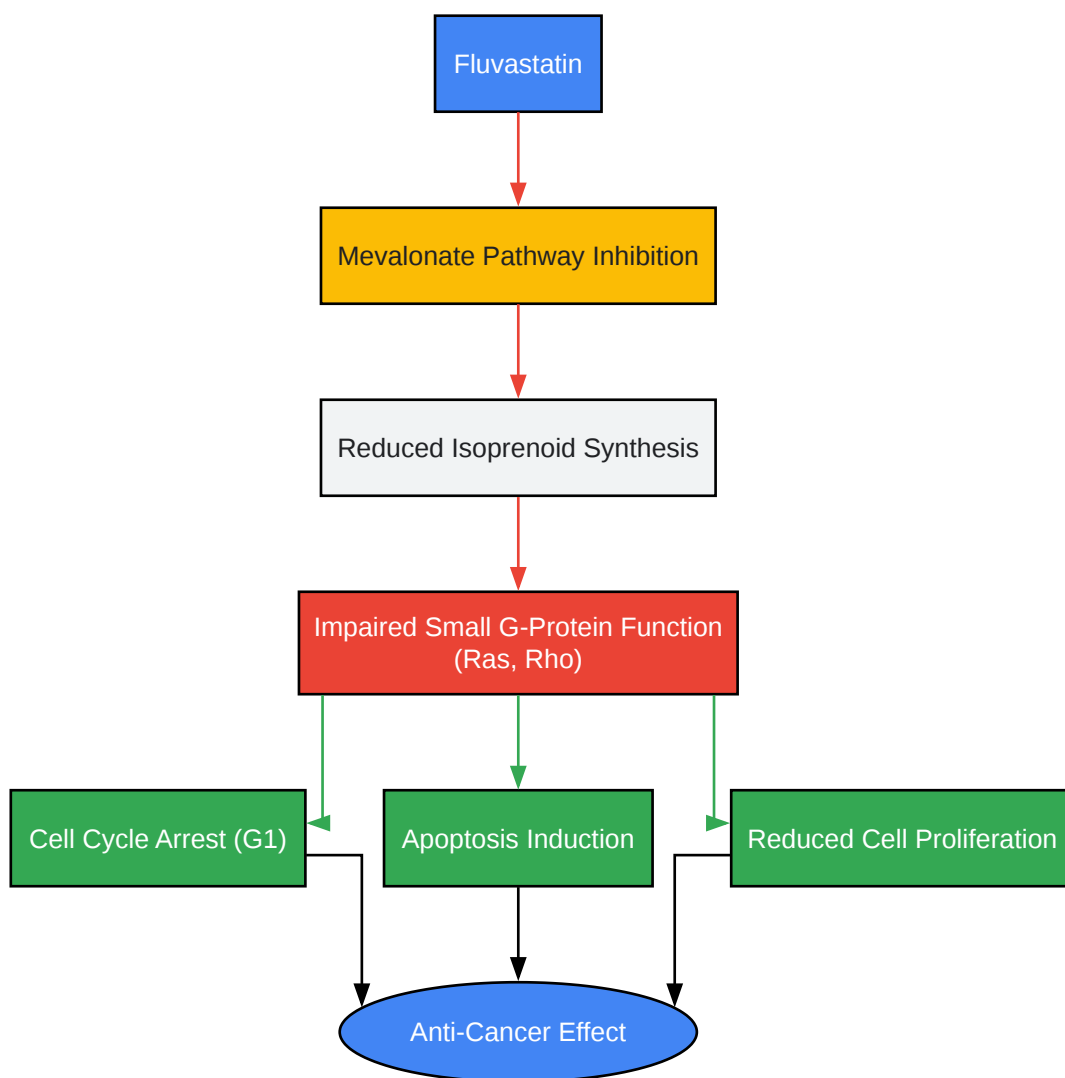 Fluvastatin
Mevalonate Pathway Inhibition
Reduced Isoprenoid Synthesis
Impaired Small G-Protein Function
(Ras, Rho)
Cell Cycle Arrest (G1)
Apoptosis Induction
Reduced Cell Proliferation
Anti-Cancer Effect